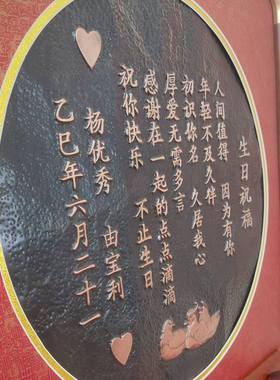 生日祝福
人间值得 因为有你
年轻不及久伴
初识你名 久居我心
厚爱无需多言
感谢在一起的点点滴滴
祝你快乐 不止生日
杨优秀 由宝利
乙巳年六月二十一